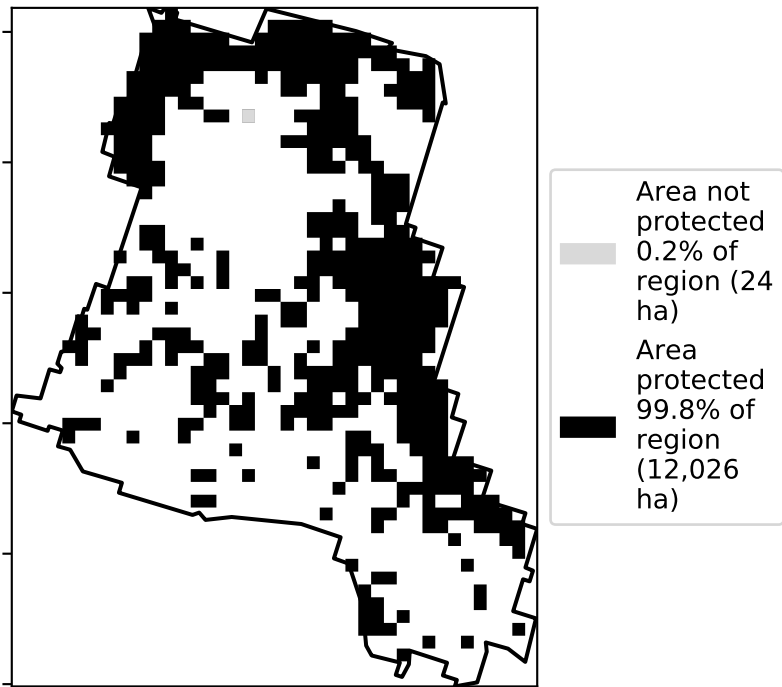 Area not
protected
0.2% of
region (24
ha)
Area
protected
99.8% of
region
(12,026
ha)